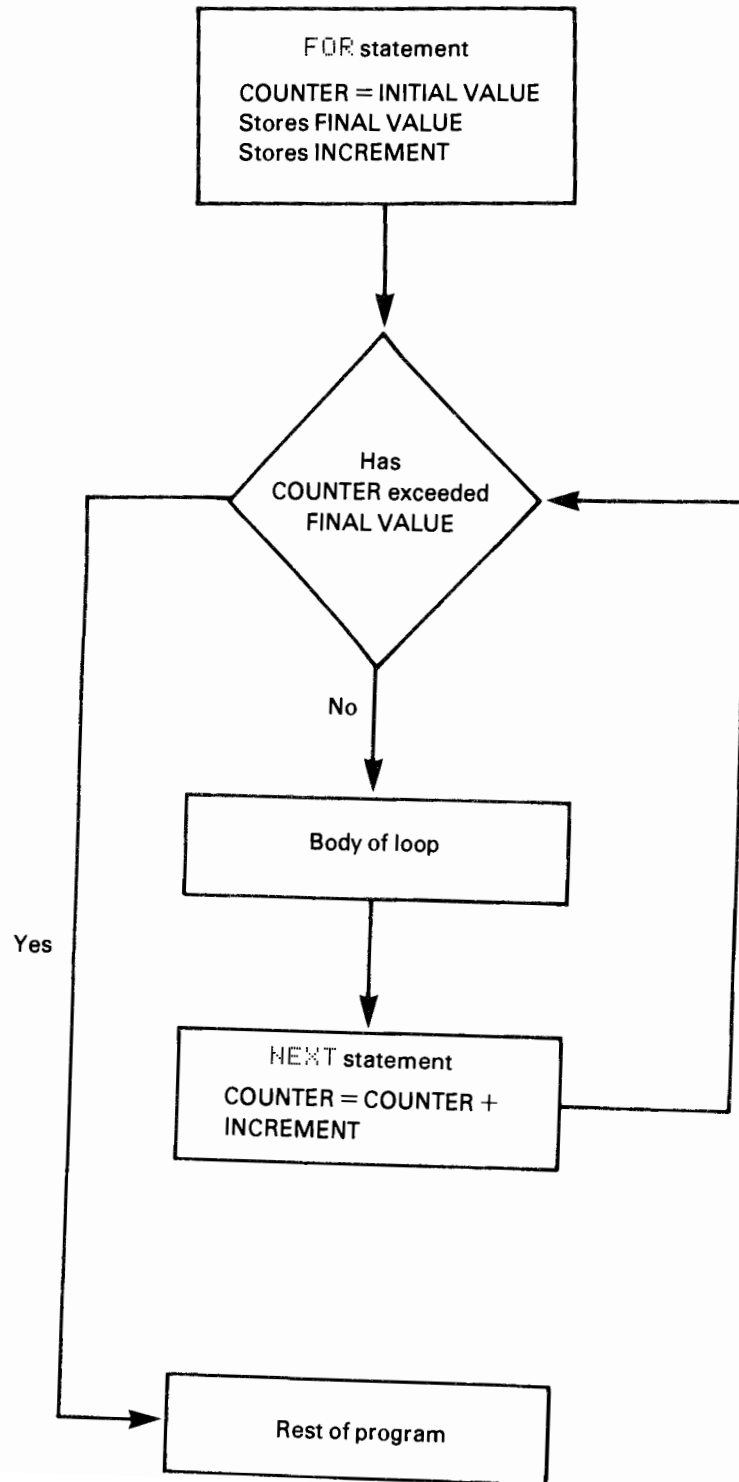 FOR statement
COUNTER = INITIAL VALUE
Stores FINAL VALUE
Stores INCREMENT
Has
COUNTER exceeded
FINAL VALUE
No
Body of loop
Yes
NEXT statement
COUNTER = COUNTER +
INCREMENT
Rest of program